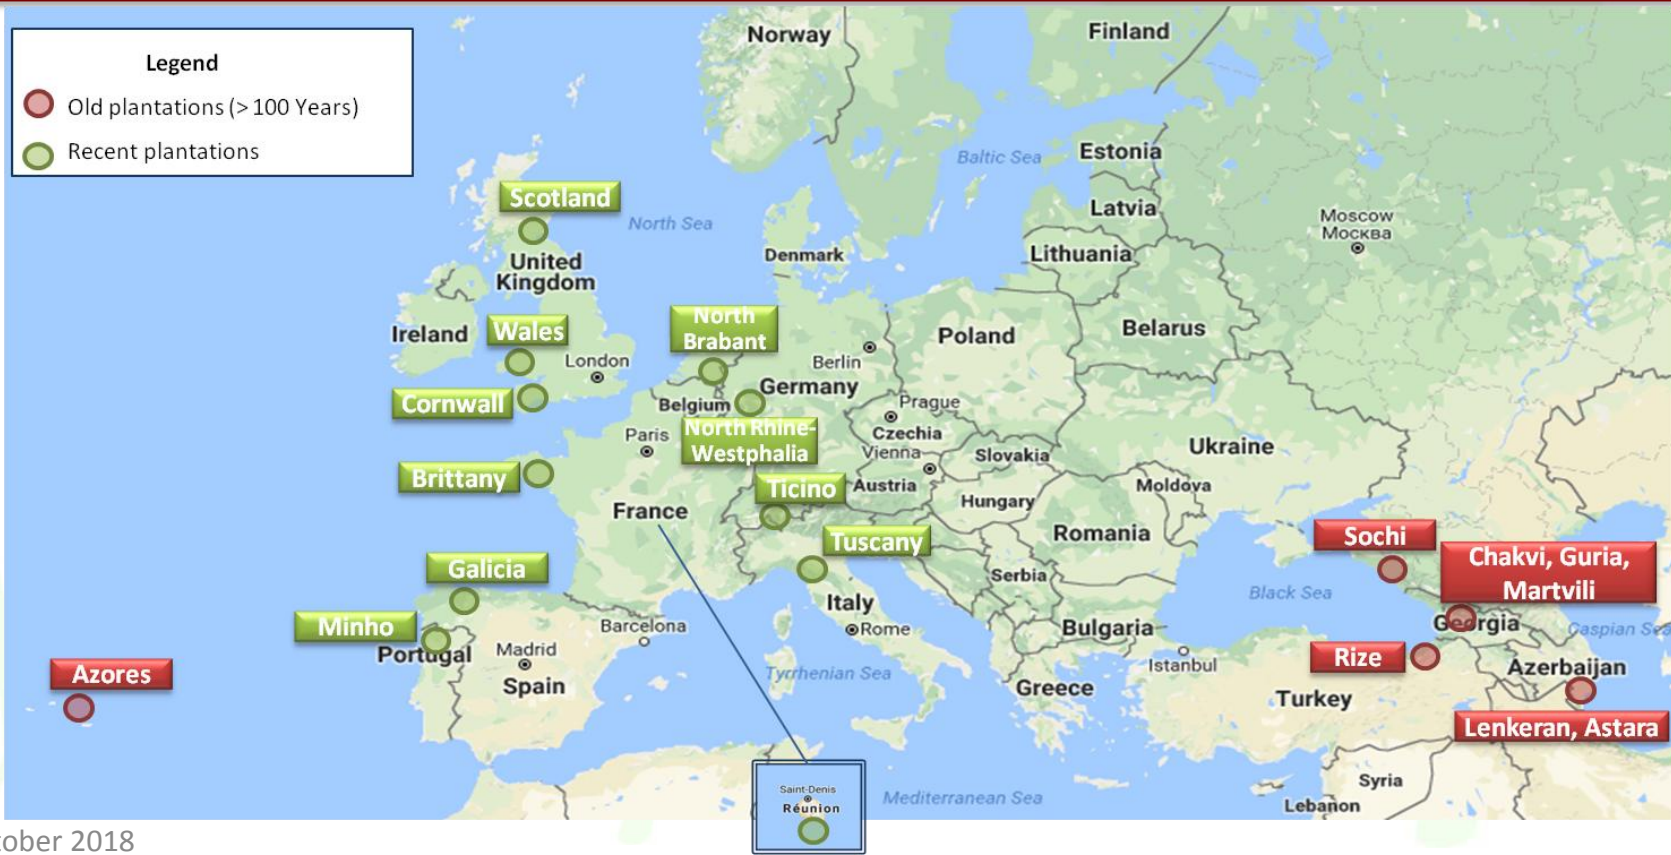 Legend
Old plantations (> 100 Years)
Recent plantations
Norway
Finland
Baltic Sea
Estonia
Scotland
North Sea
Latvia
Moscow
Москва
United
Kingdom
Denmark
Lithuania
Ireland
Wales
London
North
Brabant
Berlin
Poland
Belarus
Cornwall
Belgium
Germany
Prague
Czechia
Paris
North Rhine-
Westphalia
Vienna
Slovakia
Ukraine
Brittany
Ticino
Austria
Hungary
Moldova
France
Tuscany
Romania
Sochi
Chakvi, Guria,
Martvili
Galicia
Serbia
Black Sea
Minho
Barcelona
Italy
Rome
Bulgaria
Georgia
Caspian Sea
Portugal
Madrid
Spain
Tyrrhenian Sea
Greece
Istanbul
Turkey
Rize
Azerbaijan
Azores
Lenkeran, Astara
Saint-Denis
Réunion
Mediterranean Sea
Syria
Lebanon
tober 2018